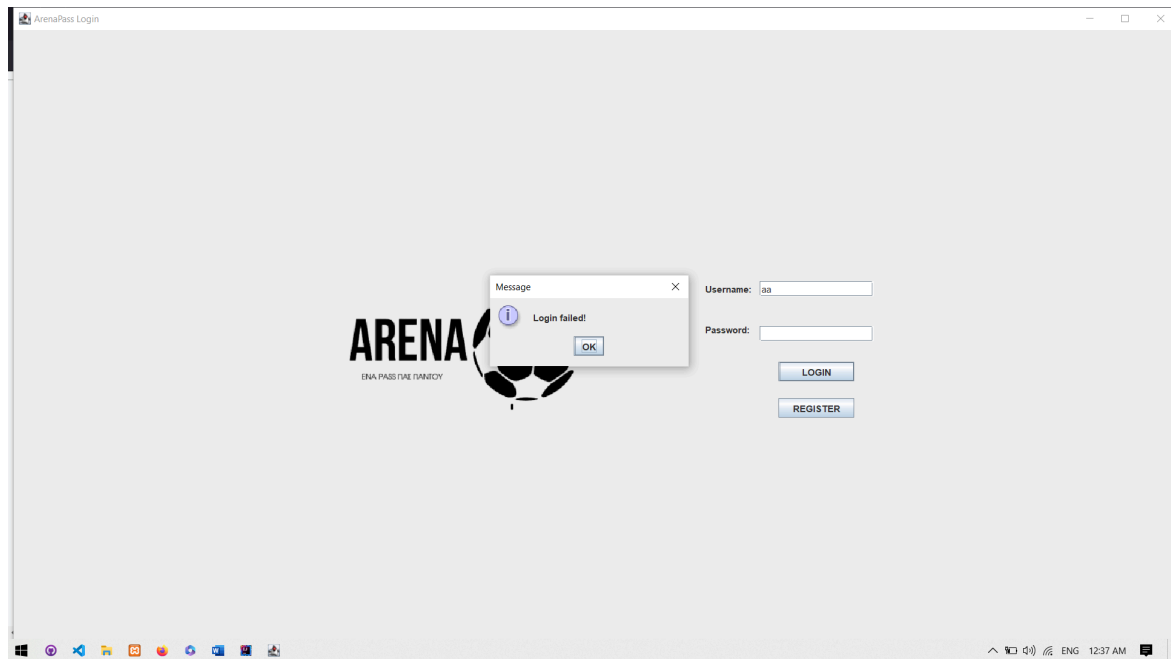 ArenaPass Login
Message
Login failed!
OK
Username: aa
Password:
LOGIN
REGISTER
ARENA
ΕΝΑ PASS ΠΑΣ ΠΑΝΤΟΥ
ENG 12:37 AM